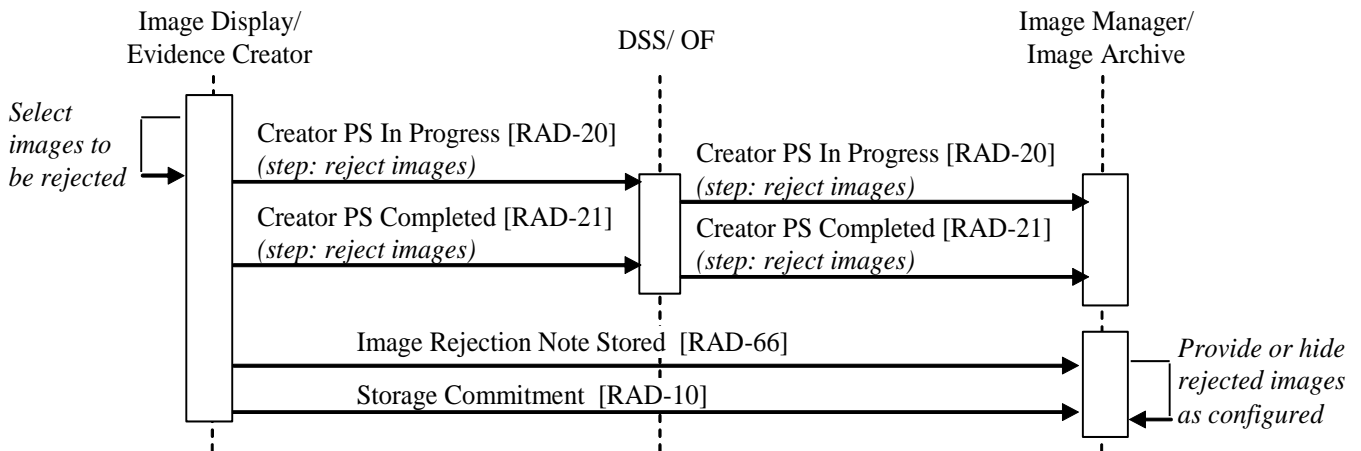 Image Display/
Evidence Creator
DSS/ OF
Image Manager/
Image Archive
Select
images to
be rejected
Creator PS In Progress [RAD-20]
(step: reject images)
Creator PS In Progress [RAD-20]
(step: reject images)
Creator PS Completed [RAD-21]
(step: reject images)
Creator PS Completed [RAD-21]
(step: reject images)
Image Rejection Note Stored [RAD-66]
Storage Commitment [RAD-10]
Provide or hide
rejected images
as configured